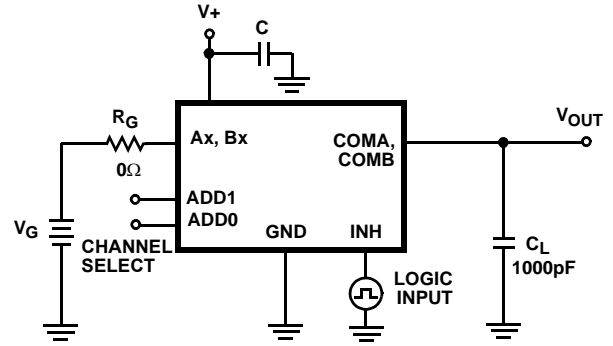 V+
C
RG
0Ω
Ax, Bx
COMA,
COMB
VOUT
ADD1
ADD0
VG
CHANNEL
SELECT
GND
INH
LOGIC
INPUT
CL
1000pF